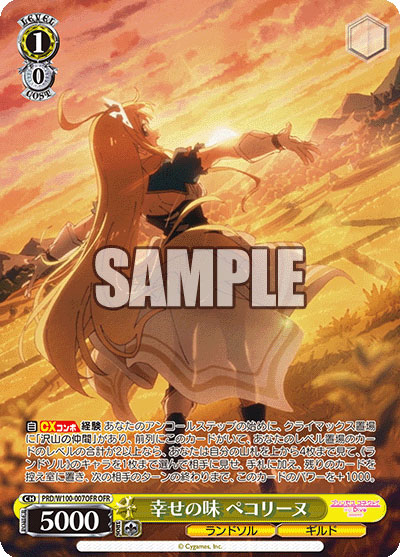 LEVEL
1
0
COST
SAMPLE
自 CXコンボ 経験 あなたのアンコールステップの始めに、クライマックス置場
に「沢山の仲間」があり、前列にこのカードがいて、あなたのレベル置場のカー
ドのレベルの合計が2以上なら、あなたは自分の山札を上から4枚まで見て、《ラ
ンドソル》のキャラを1枚まで選んで相手に見せ、手札に加え、残りのカードを
控え室に置き、次の相手のターンの終わりまで、このカードのパワーを+1000。
CH PRD/W100-007OFR OFR
5000
幸せの味 ペコリーヌ
ランドソル
ギルド
© Cygames, Inc.